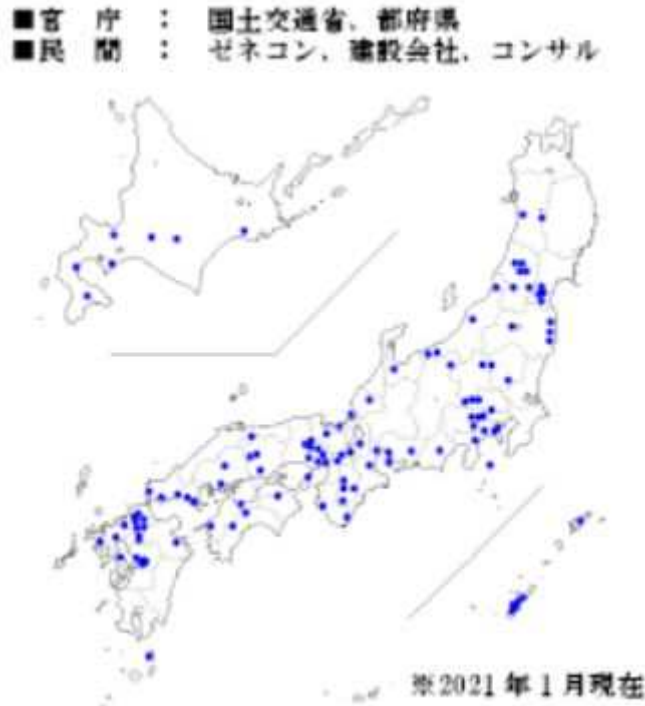 ■官 庁 : 国土交通省、都府県
■民 間 : ゼネコン、建設会社、コンサル
※2021年1月現在